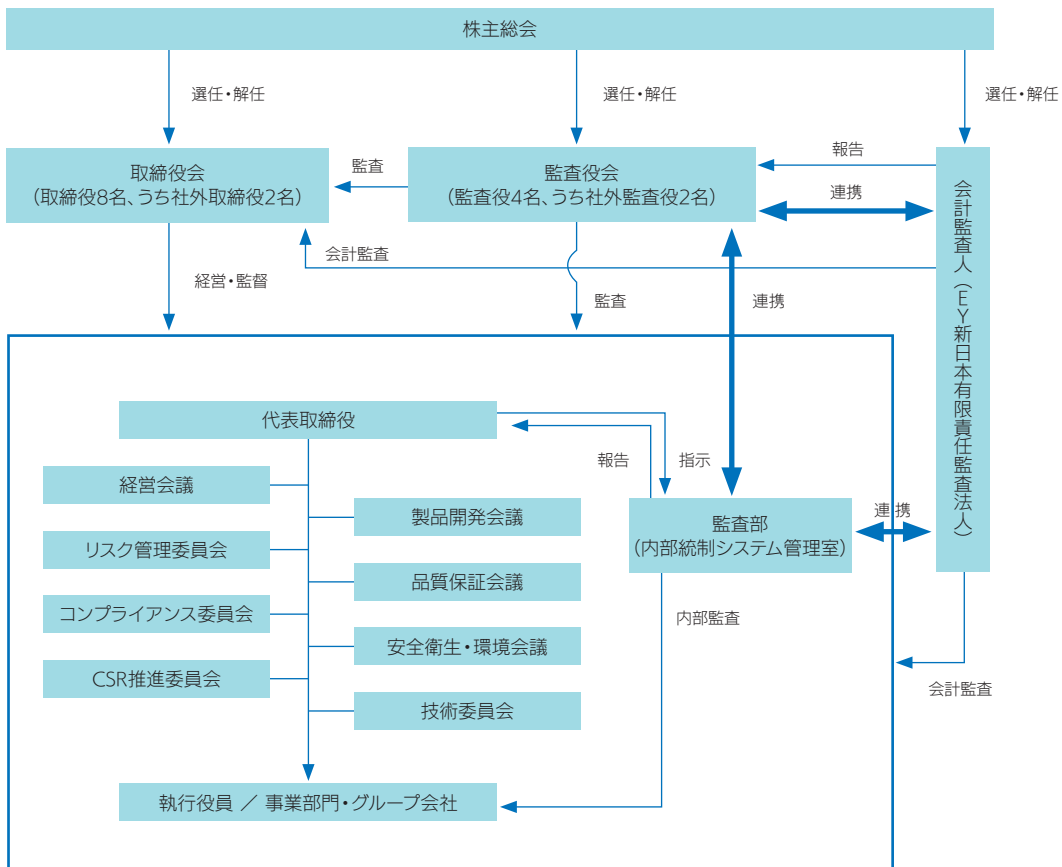 株主総会
選任・解任
選任・解任
選任・解任
取締役会
（取締役8名、うち社外取締役2名）
監査
監査役会
（監査役4名、うち社外監査役2名）
報告
連携
会計監査人（EY新日本有限責任監査法人）
会計監査
経営・監督
監査
連携
代表取締役
報告
指示
経営会議
製品開発会議
監査部
（内部統制システム管理室）
連携
リスク管理委員会
品質保証会議
コンプライアンス委員会
内部監査
安全衛生・環境会議
CSR推進委員会
会計監査
技術委員会
執行役員 ／ 事業部門・グループ会社